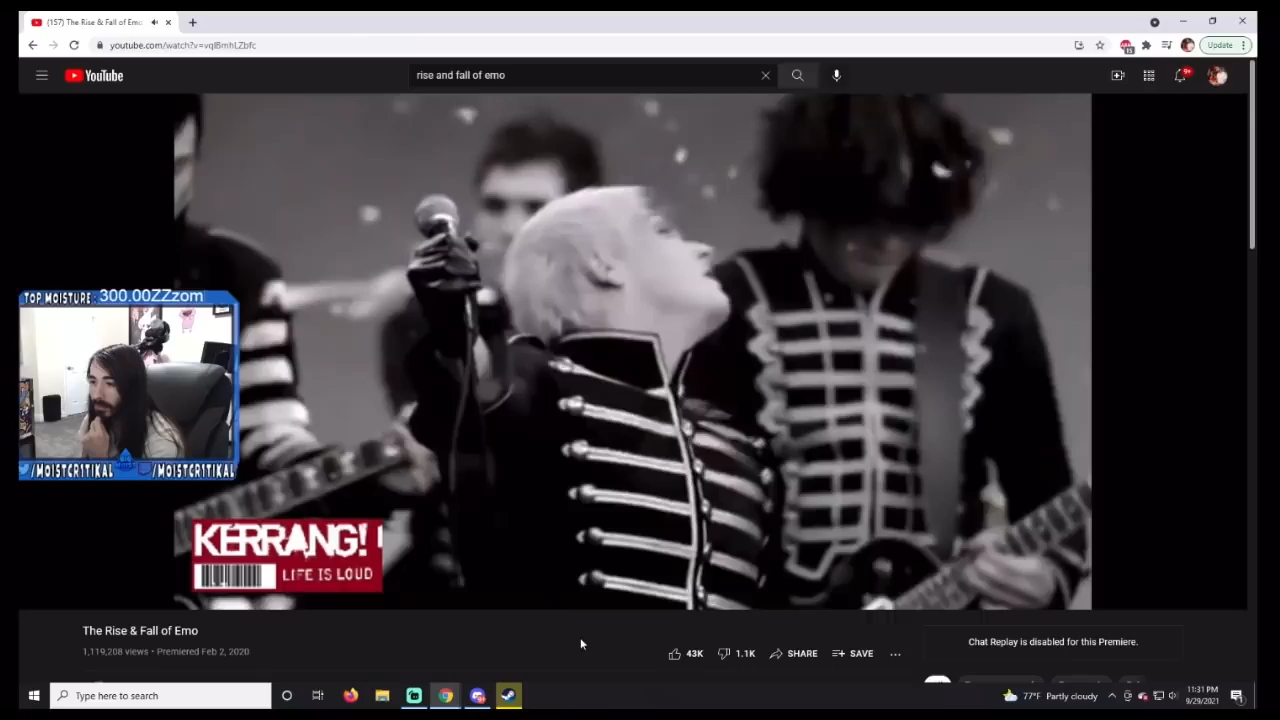 (157) The Rise & Fall of Emo
youtube.com/watch?v=vqlBmhLZbfc
Update
YouTube
rise and fall of emo
9+
TOP MOISTURE: 300.00ZZzom
/MOISTCR1TIKAL /MOISTCR1TIKAL
KERRANG!
LIFE IS LOUD
The Rise & Fall of Emo
1,119,208 views • Premiered Feb 2, 2020
43K 1.1K SHARE SAVE
Chat Replay is disabled for this Premiere.
Type here to search
77°F Partly cloudy
11:31 PM
9/29/2021